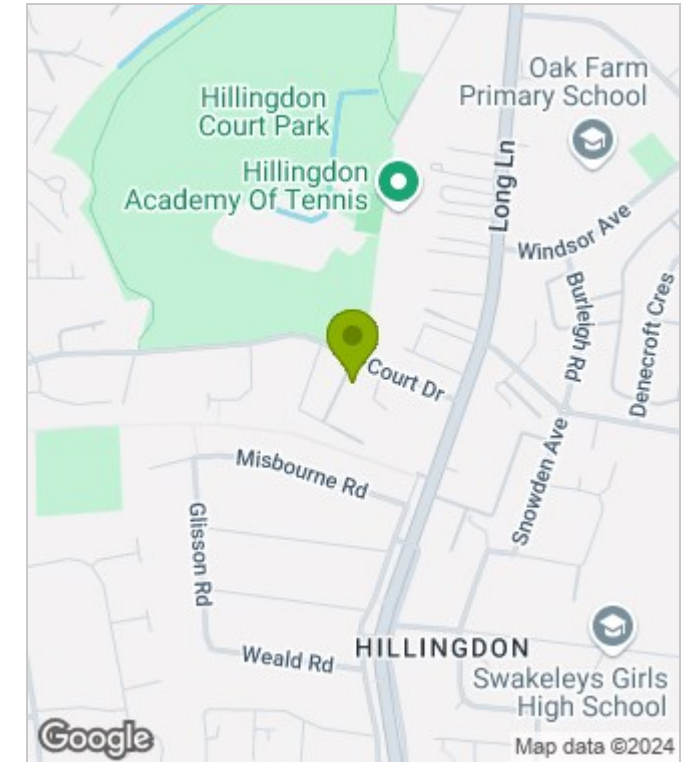 Oak Farm
Primary School
Hillingdon
Court Park
Hillingdon
Academy Of Tennis
Long Ln
Windsor Ave
Burleigh Rd
Denecroft Cres
Court Dr
Snowden Ave
Misbourne Rd
Glisson Rd
HILLINGDON
Weald Rd
Swakeleys Girls
High School
Google
Map data ©2024